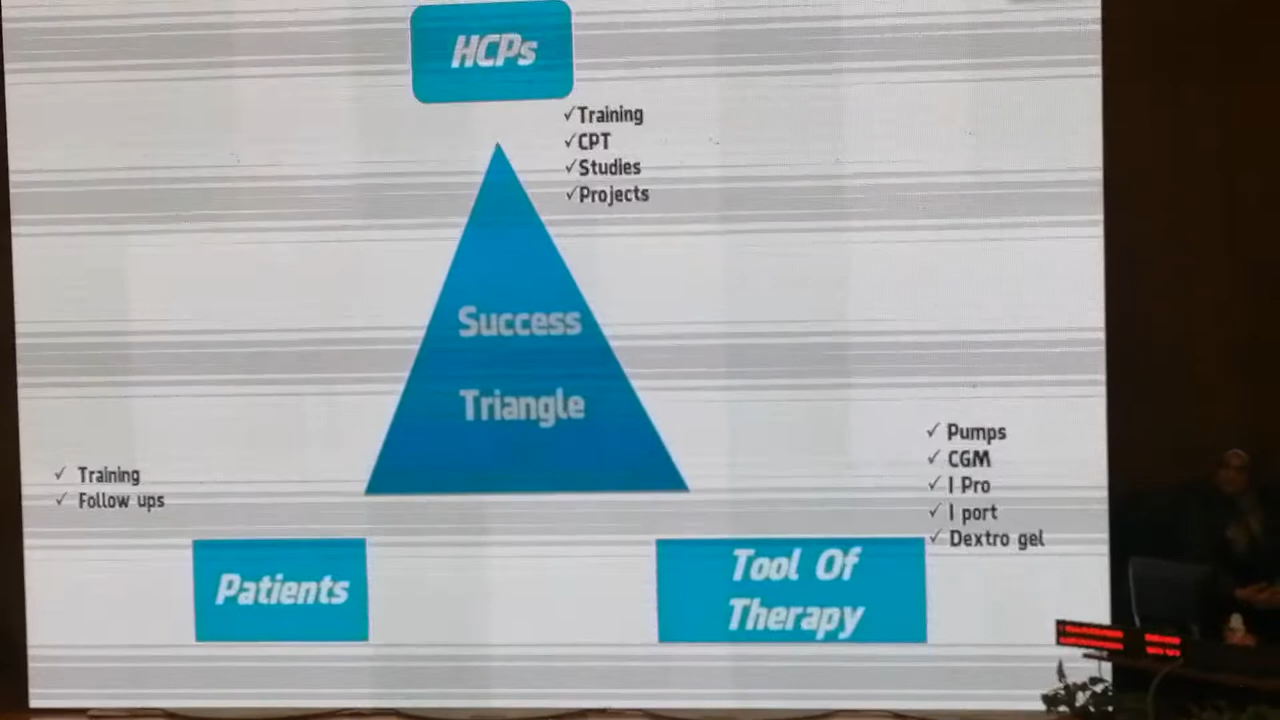 HCPs
✓Training
✓CPT
✓Studies
✓Projects
Success
Triangle
✓ Training
✓ Follow ups
✓ Pumps
✓ CGM
✓ I Pro
✓ I port
✓ Dextro gel
Patients
Tool Of
Therapy